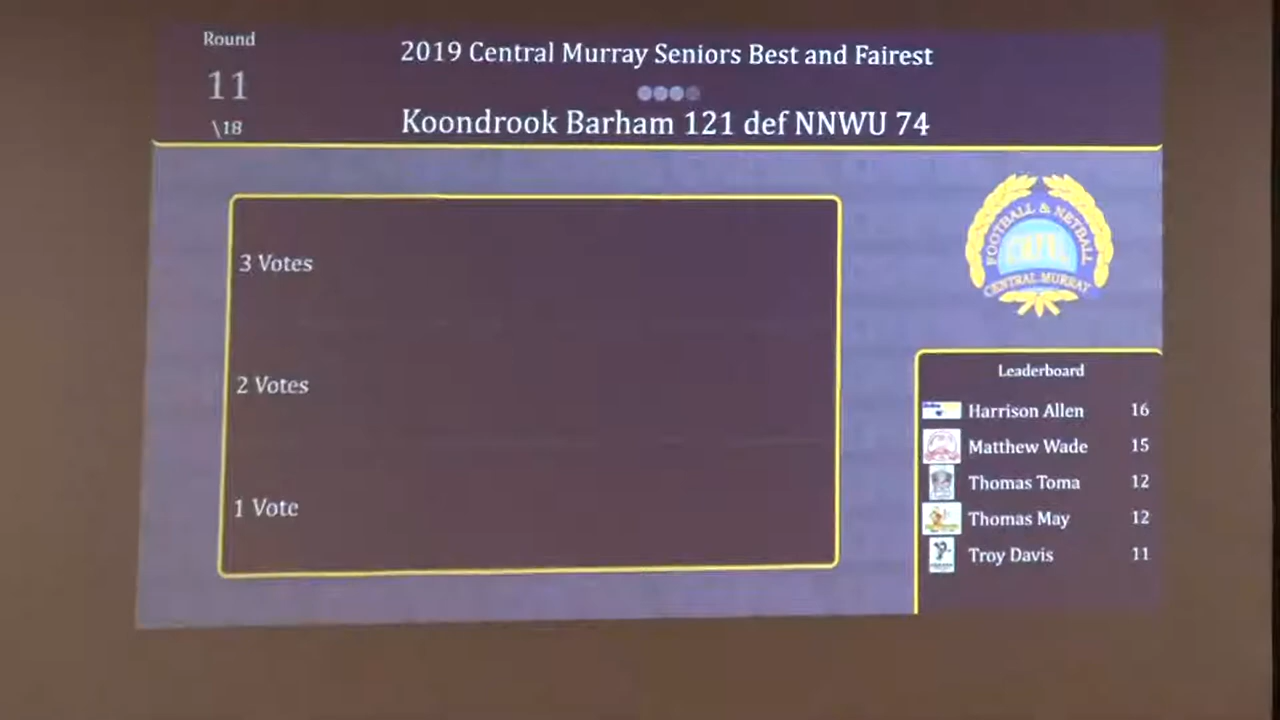 Round
11
\18
2019 Central Murray Seniors Best and Fairest
Koondrook Barham 121 def NNWU 74
3 Votes
2 Votes
1 Vote
FOOTBALL & NETBALL
CENTRAL MURRAY
Leaderboard
Harrison Allen 16
Matthew Wade 15
Thomas Toma 12
Thomas May 12
Troy Davis 11